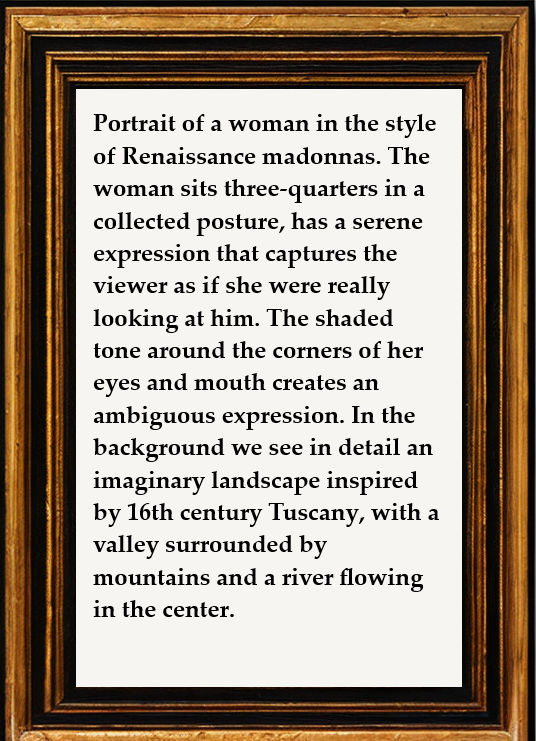 Portrait of a woman in the style
of Renaissance madonnas. The
woman sits three-quarters in a
collected posture, has a serene
expression that captures the
viewer as if she were really
looking at him. The shaded
tone around the corners of her
eyes and mouth creates an
ambiguous expression. In the
background we see in detail an
imaginary landscape inspired
by 16th century Tuscany, with a
valley surrounded by
mountains and a river flowing
in the center.